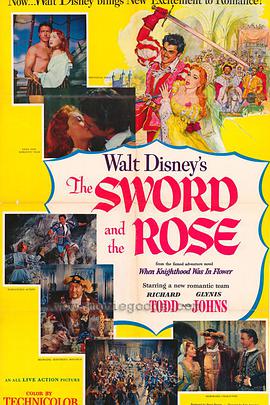 Now...Walt Disney brings New Excitement to Romance!
Walt Disney's
The SWORD
and the ROSE
from the famed adventure novel
When Knighthood Was In Flower
Starring a new romantic team
RICHARD GLYNIS
TODD and JOHNS
AN ALL LIVE ACTION PICTURE
COLOR BY
TECHNICOLOR